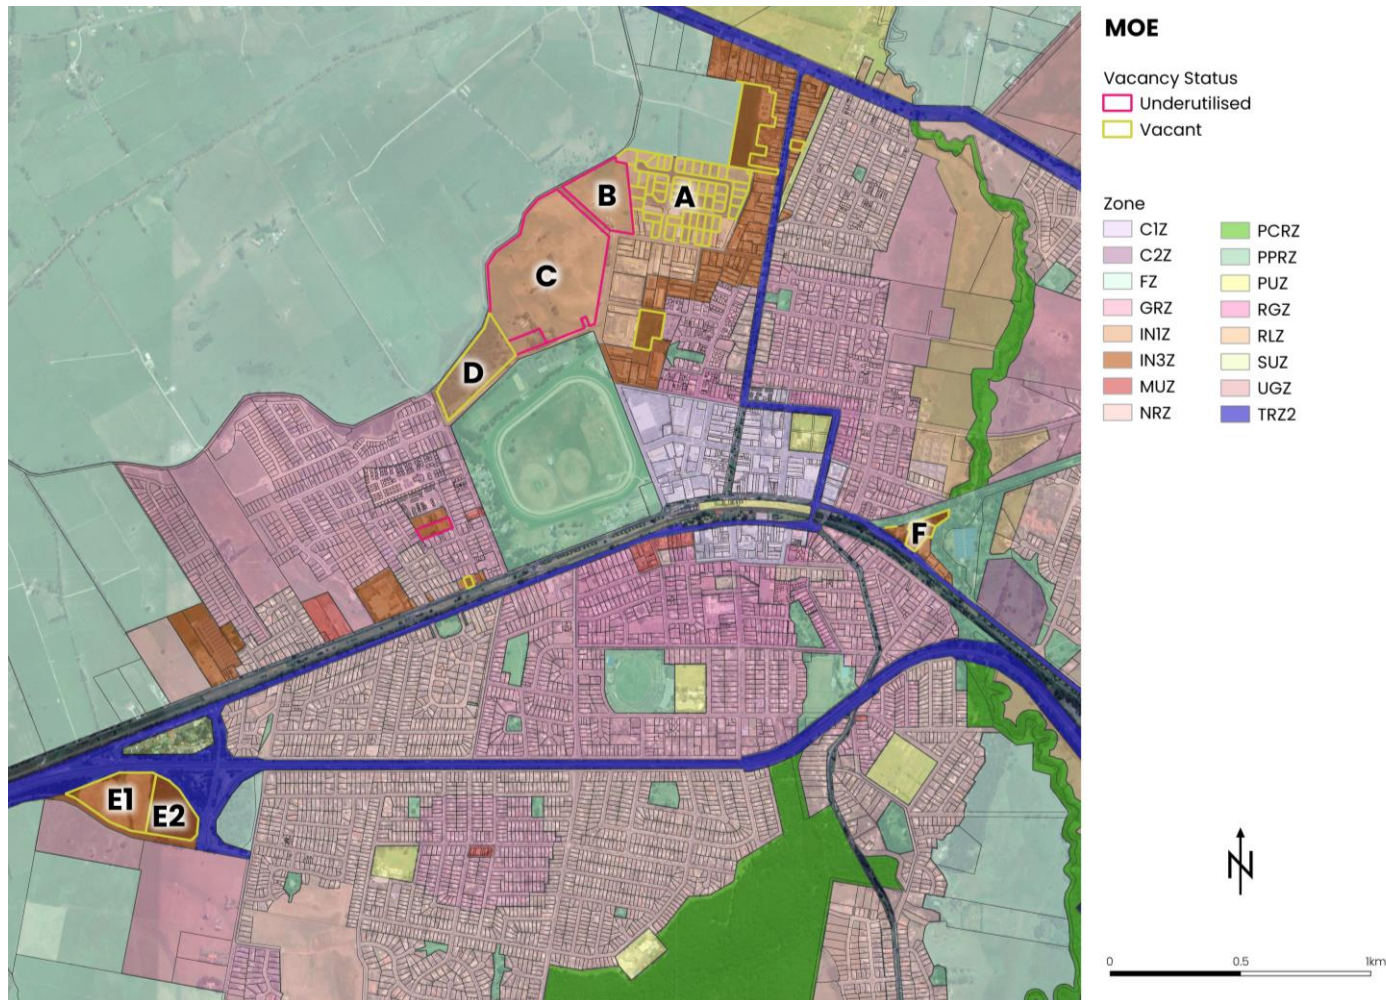 MOE
Vacancy Status
Underutilised
Vacant
Zone
C1Z
C2Z
FZ
GRZ
IN1Z
IN3Z
MUZ
NRZ
PCRZ
PPRZ
PUZ
RGZ
RLZ
SUZ
UGZ
TRZ2
A
B
C
D
F
E1
E2
N
0 0.5 1km